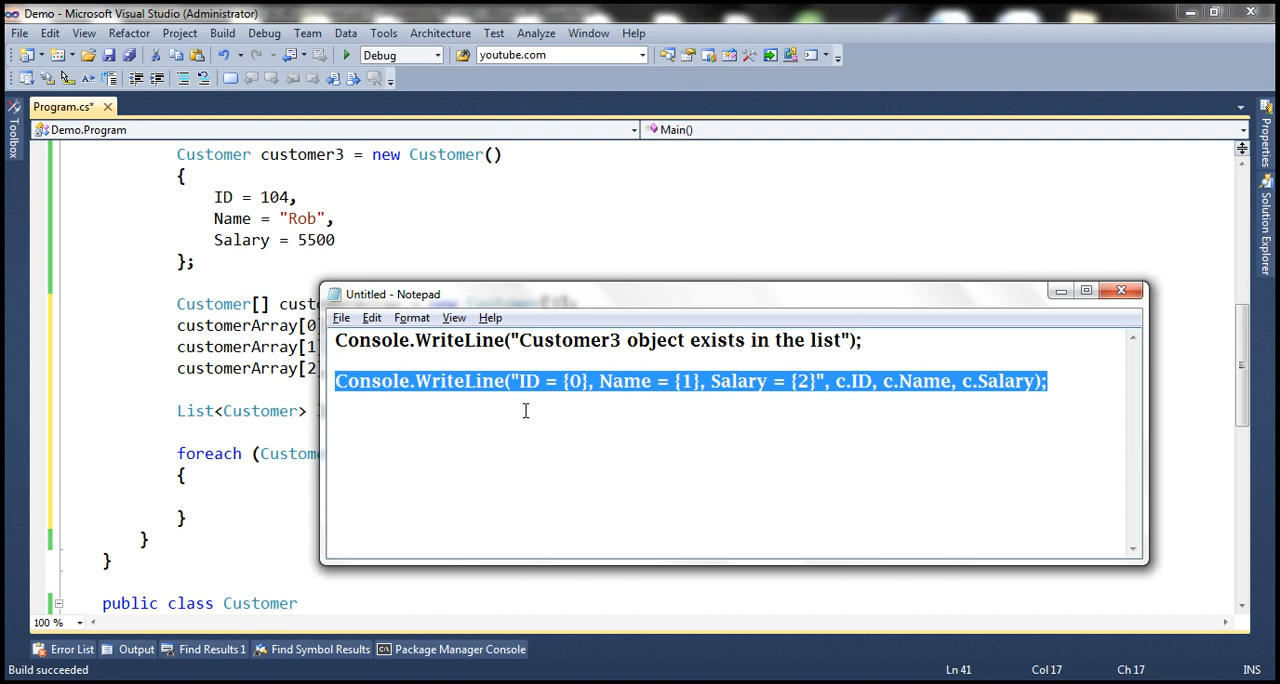 Demo - Microsoft Visual Studio (Administrator)
File Edit View Refactor Project Build Debug Team Data Tools Architecture Test Analyze Window Help
Debug youtube.com
Program.cs* ×
Demo.Program Main()
Toolbox
Properties
Solution Explorer
Customer customer3 = new Customer()
{
ID = 104,
Name = "Rob",
Salary = 5500
};
Customer[] cust
customerArray[0]
customerArray[1]
customerArray[2]
List<Customer>
foreach (Custome
{
}
}
}
public class Customer
Untitled - Notepad
File Edit Format View Help
Console.WriteLine("Customer3 object exists in the list");
Console.WriteLine("ID = {0}, Name = {1}, Salary = {2}", c.ID, c.Name, c.Salary);
100 %
Error List Output Find Results 1 Find Symbol Results Package Manager Console
Build succeeded Ln 41 Col 17 Ch 17 INS